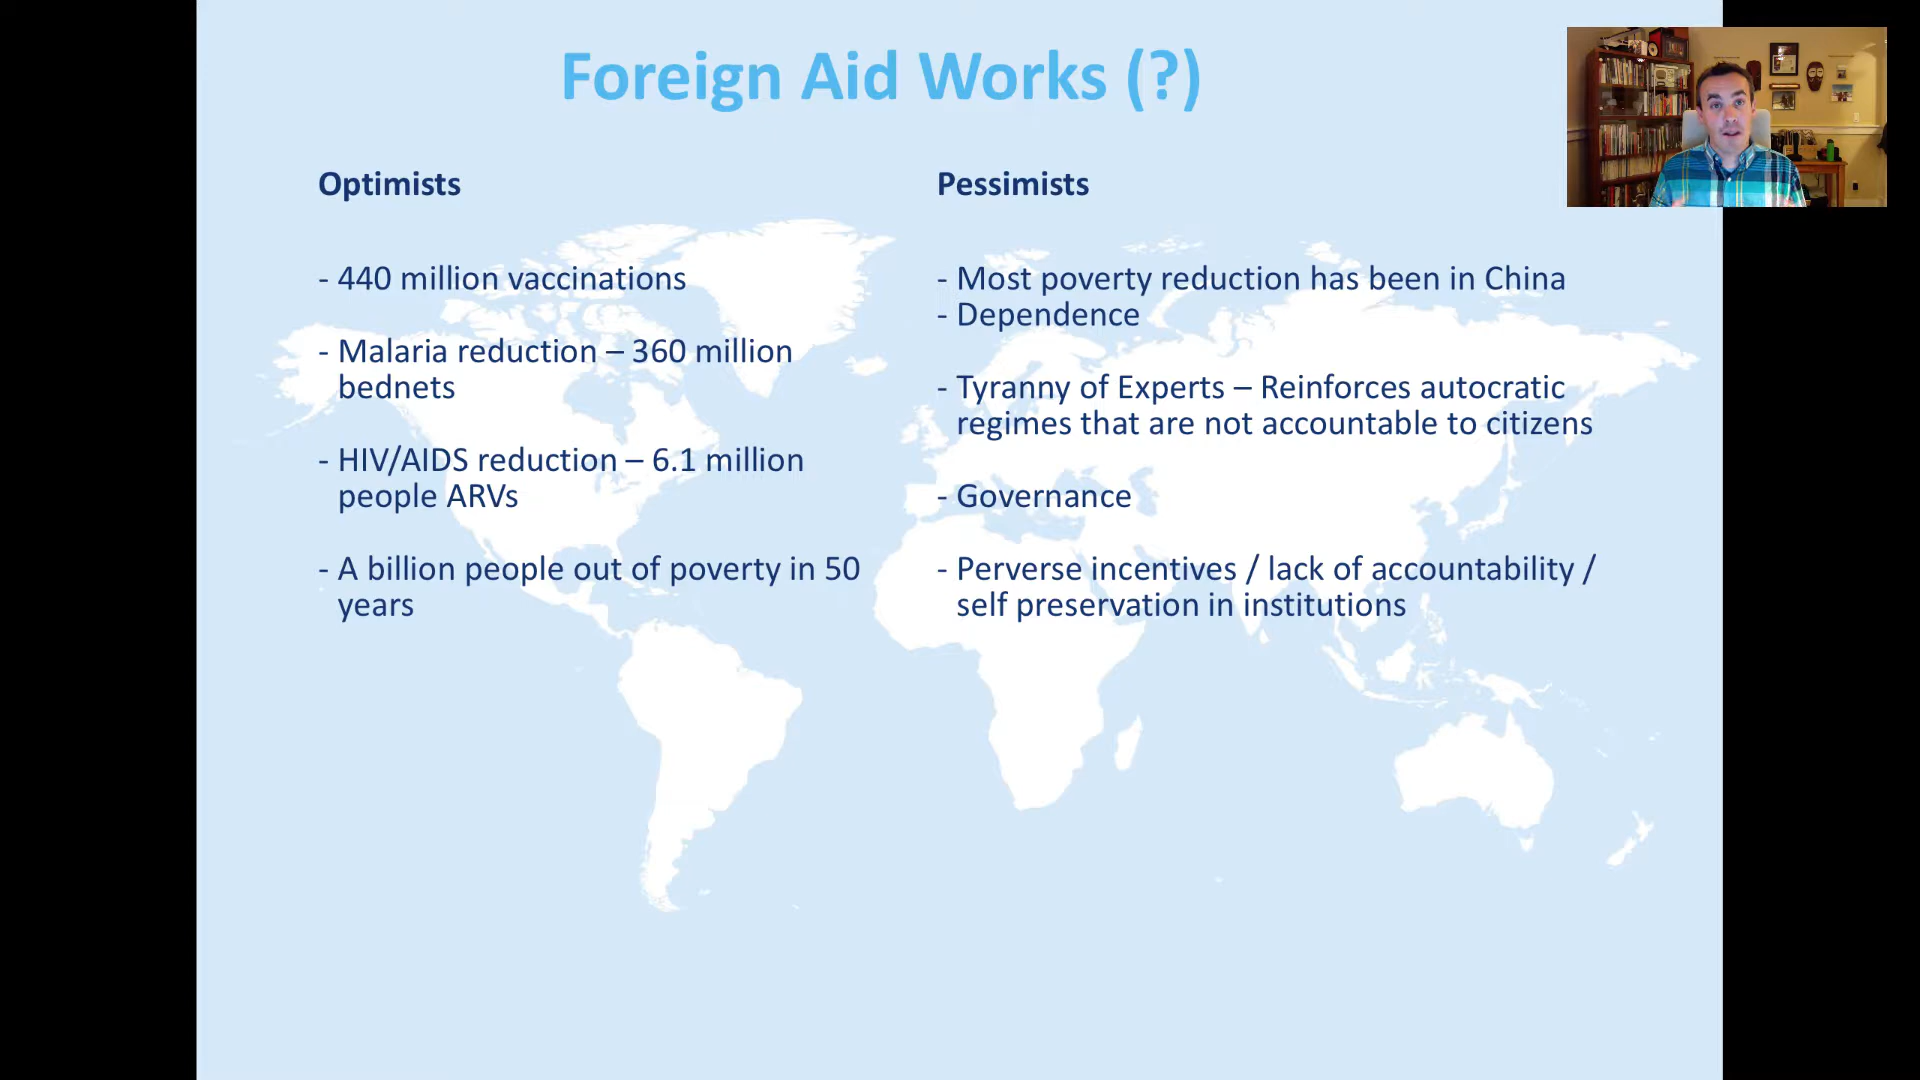 Foreign Aid Works (?)
Optimists
- 440 million vaccinations
- Malaria reduction – 360 million
bednets
- HIV/AIDS reduction – 6.1 million
people ARVs
- A billion people out of poverty in 50
years
Pessimists
- Most poverty reduction has been in China
- Dependence
- Tyranny of Experts – Reinforces autocratic
regimes that are not accountable to citizens
- Governance
- Perverse incentives / lack of accountability /
self preservation in institutions